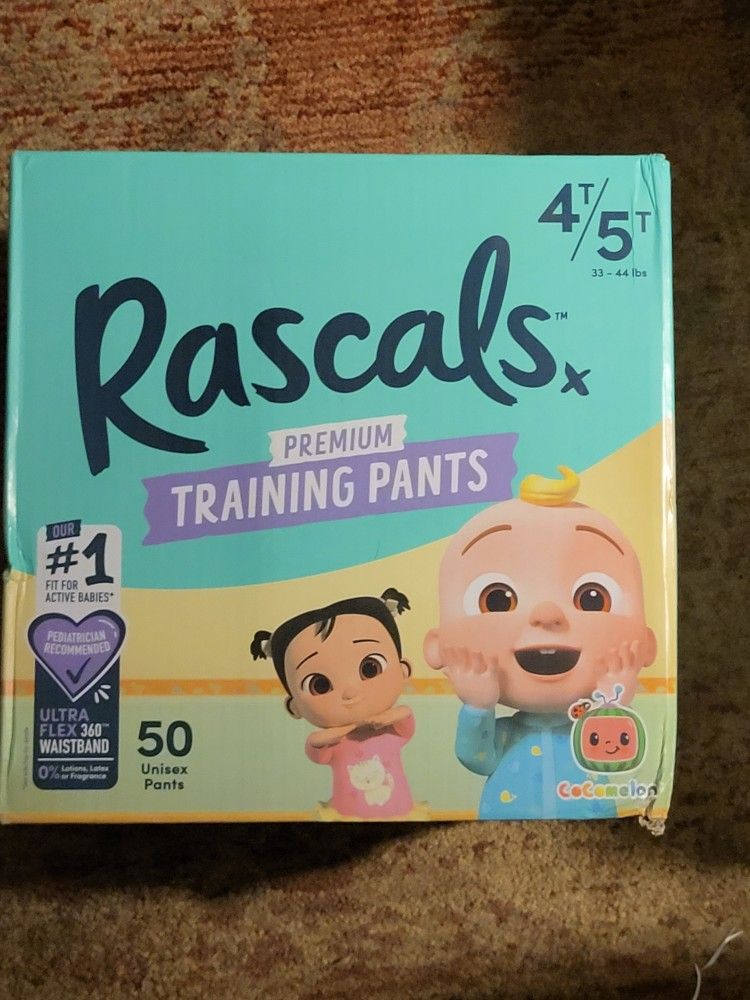 4T/5T
33 - 44 lbs
Rascals™
x
PREMIUM
TRAINING PANTS
OUR
#1
FIT FOR
ACTIVE BABIES*
PEDIATRICIAN
RECOMMENDED
ULTRA
FLEX 360™
WAISTBAND
0% Lotions, Latex
or Fragrance
50
Unisex
Pants
CoComelon